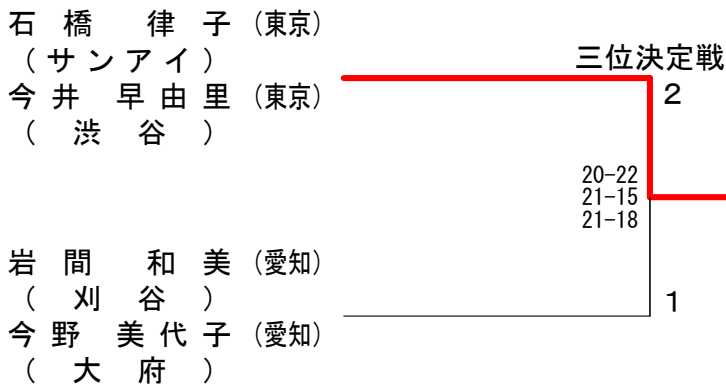 石橋 律子 (東京)
(サンアイ)
今井 早由里 (東京)
(渋谷)
三位決定戦
2
20-22
21-15
21-18
岩間 和美 (愛知)
(刈谷)
今野 美代子 (愛知)
(大府)
1